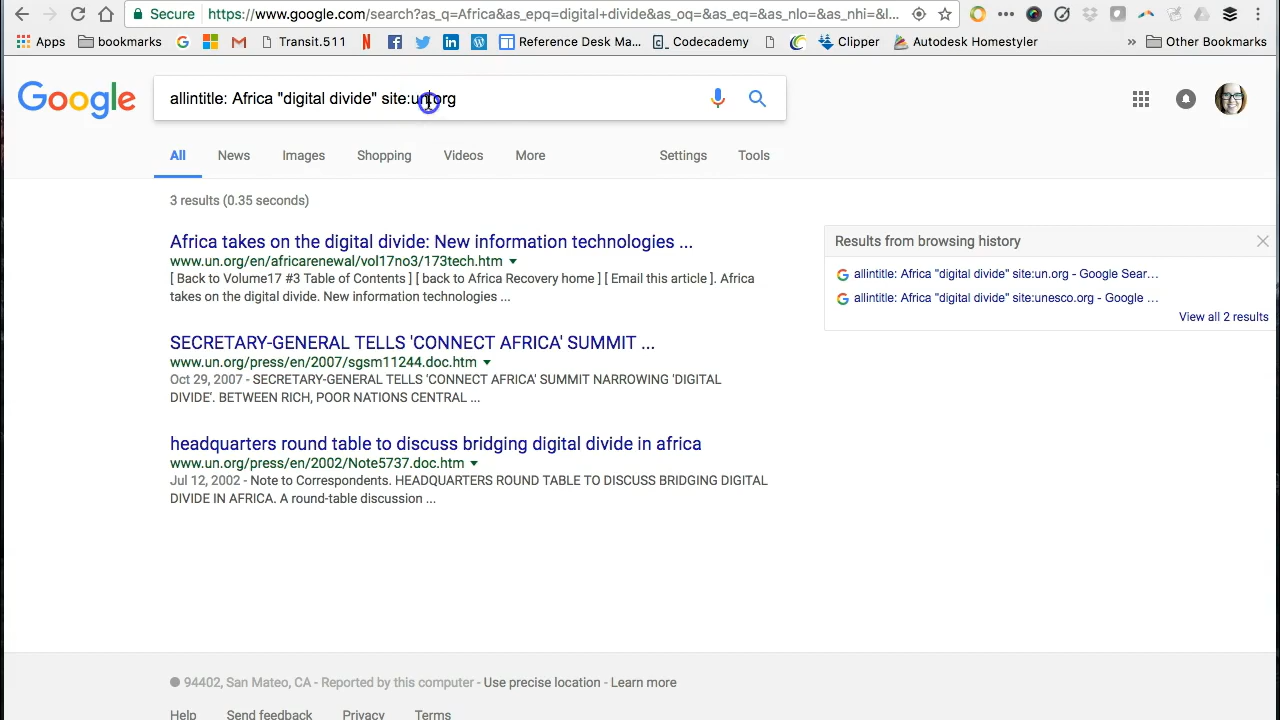 Secure https://www.google.com/search?as_q=Africa&as_epq=digital+divide&as_oq=&as_eq=&as_nlo=&as_nhi=&l...
Apps bookmarks Transit.511 Reference Desk Ma... Codecademy Clipper Autodesk Homestyler » Other Bookmarks
Google allintitle: Africa "digital divide" site:un.org
All News Images Shopping Videos More Settings Tools
3 results (0.35 seconds)
Africa takes on the digital divide: New information technologies ...
www.un.org/en/africarenewal/vol17no3/173tech.htm
[ Back to Volume17 #3 Table of Contents ] [ back to Africa Recovery home ] [ Email this article ]. Africa
takes on the digital divide. New information technologies ...
SECRETARY-GENERAL TELLS 'CONNECT AFRICA' SUMMIT ...
www.un.org/press/en/2007/sgsm11244.doc.htm
Oct 29, 2007 - SECRETARY-GENERAL TELLS 'CONNECT AFRICA' SUMMIT NARROWING 'DIGITAL
DIVIDE'. BETWEEN RICH, POOR NATIONS CENTRAL ...
headquarters round table to discuss bridging digital divide in africa
www.un.org/press/en/2002/Note5737.doc.htm
Jul 12, 2002 - Note to Correspondents. HEADQUARTERS ROUND TABLE TO DISCUSS BRIDGING DIGITAL
DIVIDE IN AFRICA. A round-table discussion ...
Results from browsing history
allintitle: Africa "digital divide" site:un.org - Google Sear...
allintitle: Africa "digital divide" site:unesco.org - Google ...
View all 2 results
94402, San Mateo, CA - Reported by this computer - Use precise location - Learn more
Help Send feedback Privacy Terms